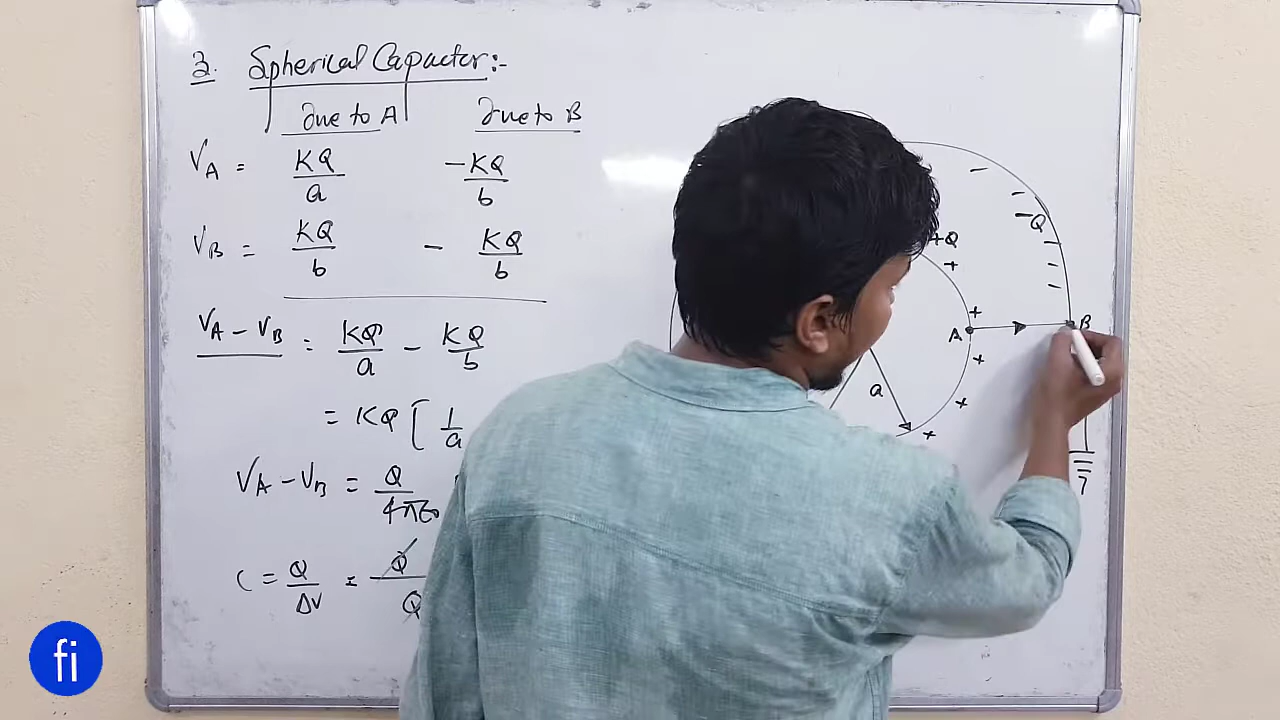 3. Spherical Capactor:-
Due to A Due to B
VA = KQ/a -KQ/b
VB = KQ/b - KQ/b
VA - VB = KQ/a - KQ/b
= KQ [ 1/a
VA - VB = Q/4πε0
C = Q/ΔV = Q/Q
+Q
-Q
A
B
a
fi